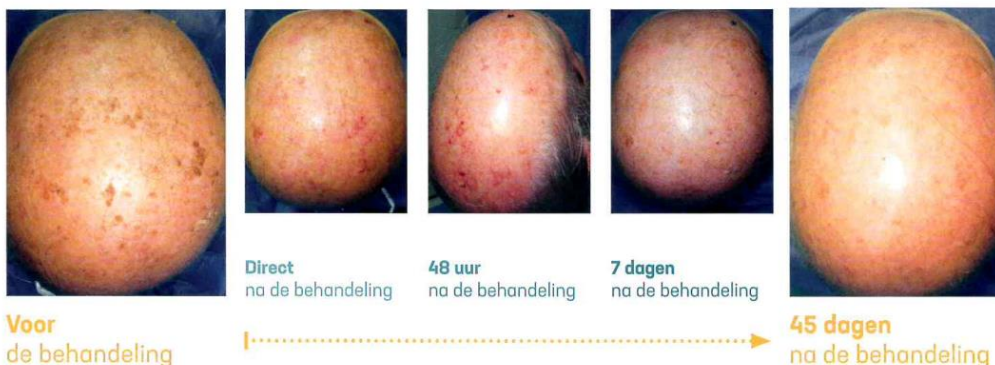 Direct
na de behandeling
48 uur
na de behandeling
7 dagen
na de behandeling
Voor
de behandeling
45 dagen
na de behandeling